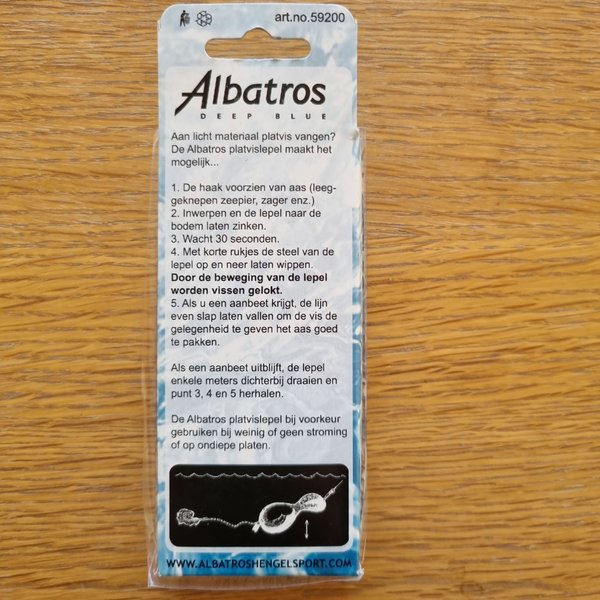 art.no.59200
Albatros
DEEP BLUE
Aan licht materiaal platvis vangen?
De Albatros platvislepel maakt het
mogelijk...
1. De haak voorzien van aas (leeg-
geknepen zeepier, zager enz.)
2. Inwerpen en de lepel naar de
bodem laten zinken.
3. Wacht 30 seconden.
4. Met korte rukjes de steel van de
lepel op en neer laten wippen.
Door de beweging van de lepel
worden vissen gelokt.
5. Als u een aanbeet krijgt, de lijn
even slap laten vallen om de vis de
gelegenheid te geven het aas goed
te pakken.
Als een aanbeet uitblijft, de lepel
enkele meters dichterbij draaien en
punt 3, 4 en 5 herhalen.
De Albatros platvislepel bij voorkeur
gebruiken bij weinig of geen stroming
of op ondiepe platen.
WWW.ALBATROSHENGELSPORT.COM